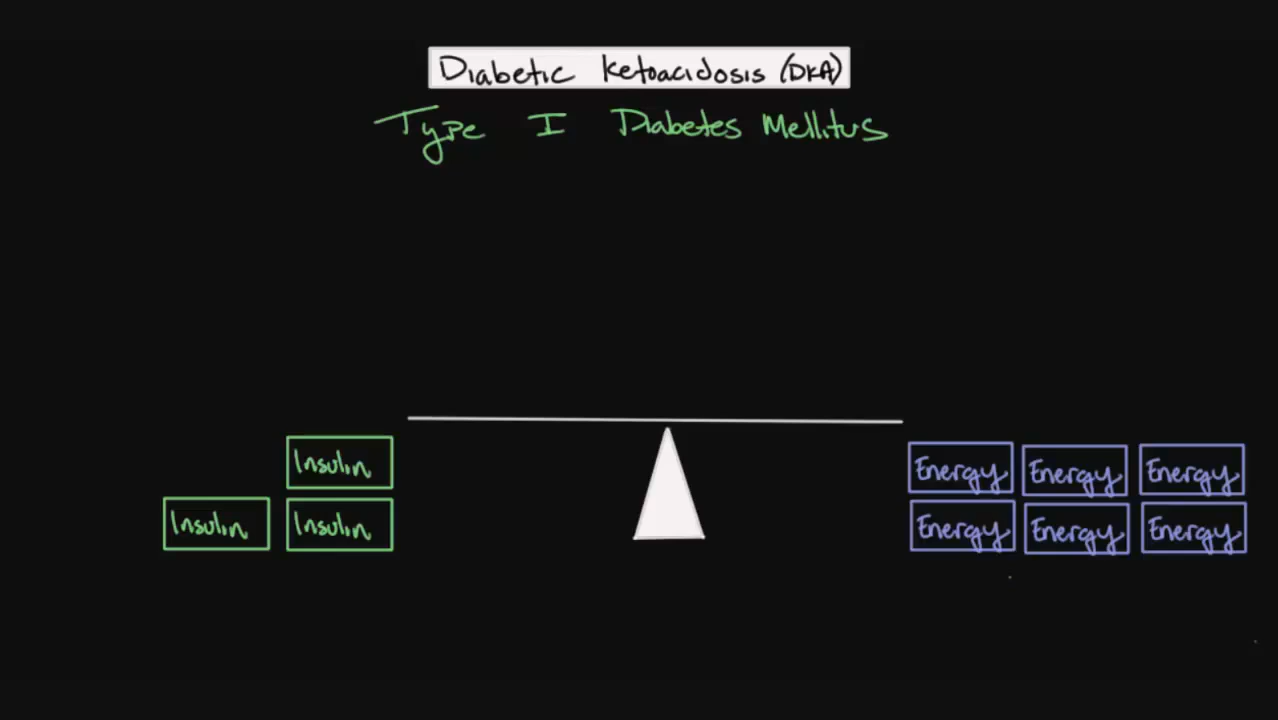 Diabetic Ketoacidosis (DKA)
Type I Diabetes Mellitus
Insulin
Energy Energy Energy
Insulin Insulin
Energy Energy Energy